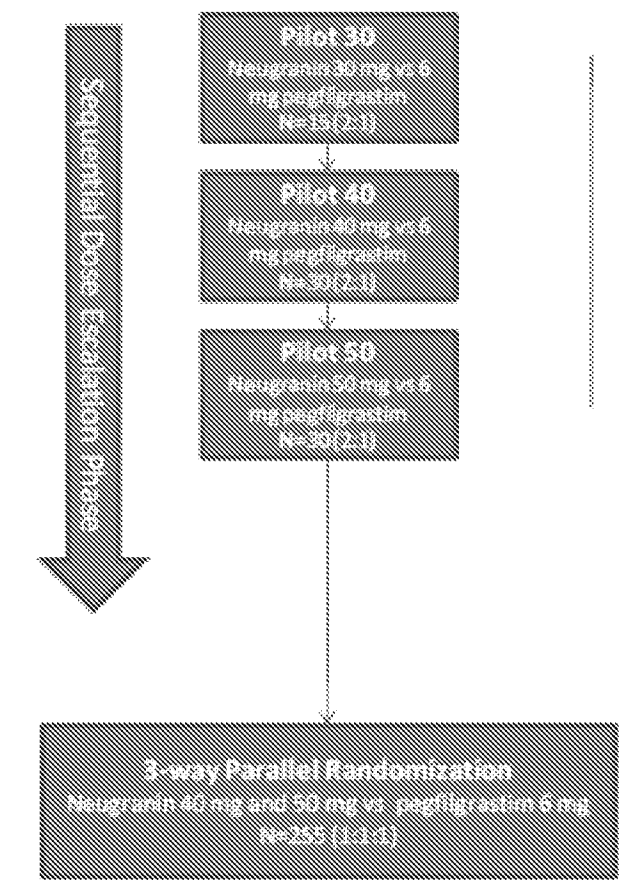 Sequential Dose Escalation Phase
Pilot 30
Neugranin 30 mg vs 6
mg pegfilgrastim
N=15 (2:1)
Pilot 40
Neugranin 40 mg vs 6
mg pegfilgrastim
N=30 (2:1)
Pilot 50
Neugranin 50 mg vs 6
mg pegfilgrastim
N=30 (2:1)
3-way Parallel Randomization
Neugranin 40 mg and 50 mg vs pegfilgrastim 6 mg
N=255 (1:1:1)